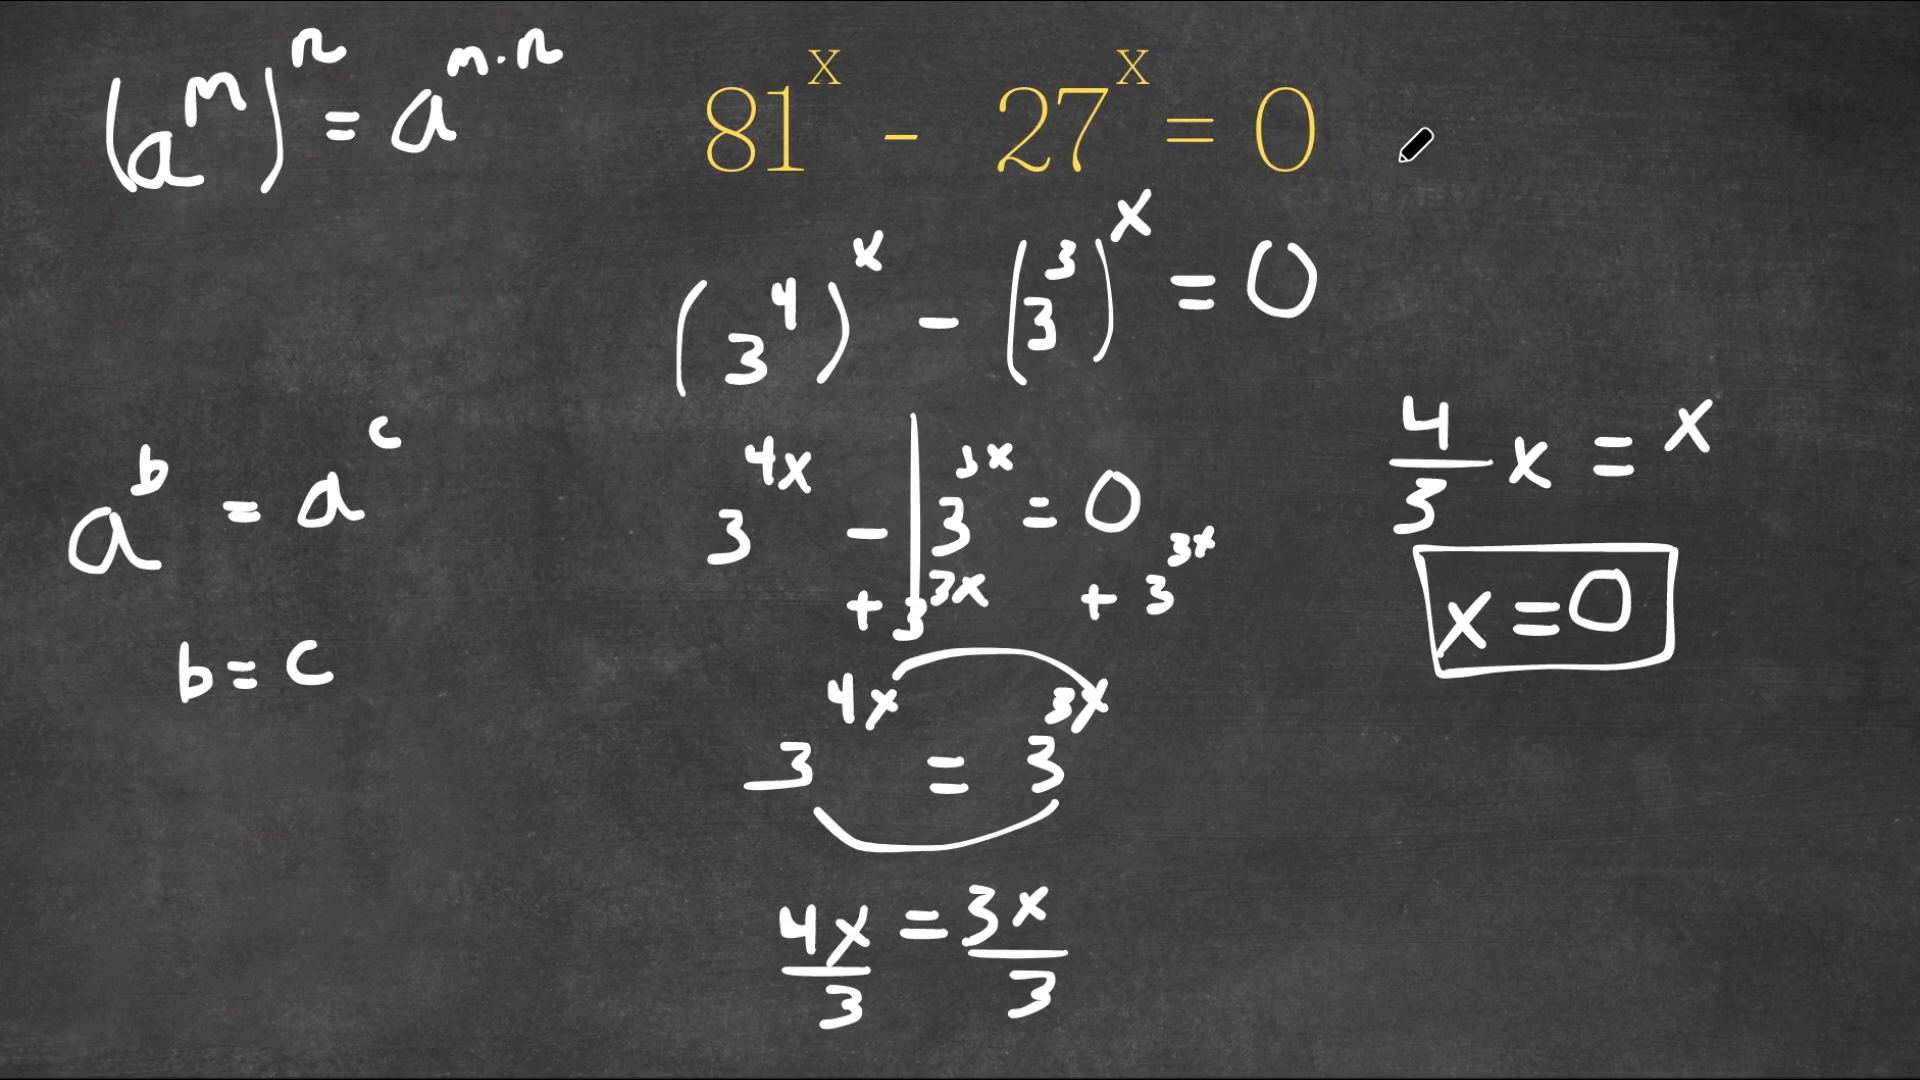 (a^m)^n = a^{m·n}
81^x - 27^x = 0
(3^4)^x - (3^3)^x = 0
3^{4x} - 3^{3x} = 0
+ 3^{3x} + 3^{3x}
3^{4x} = 3^{3x}
4x/3 = 3x/3
a^b = a^c
b = c
4/3 x = x
x = 0